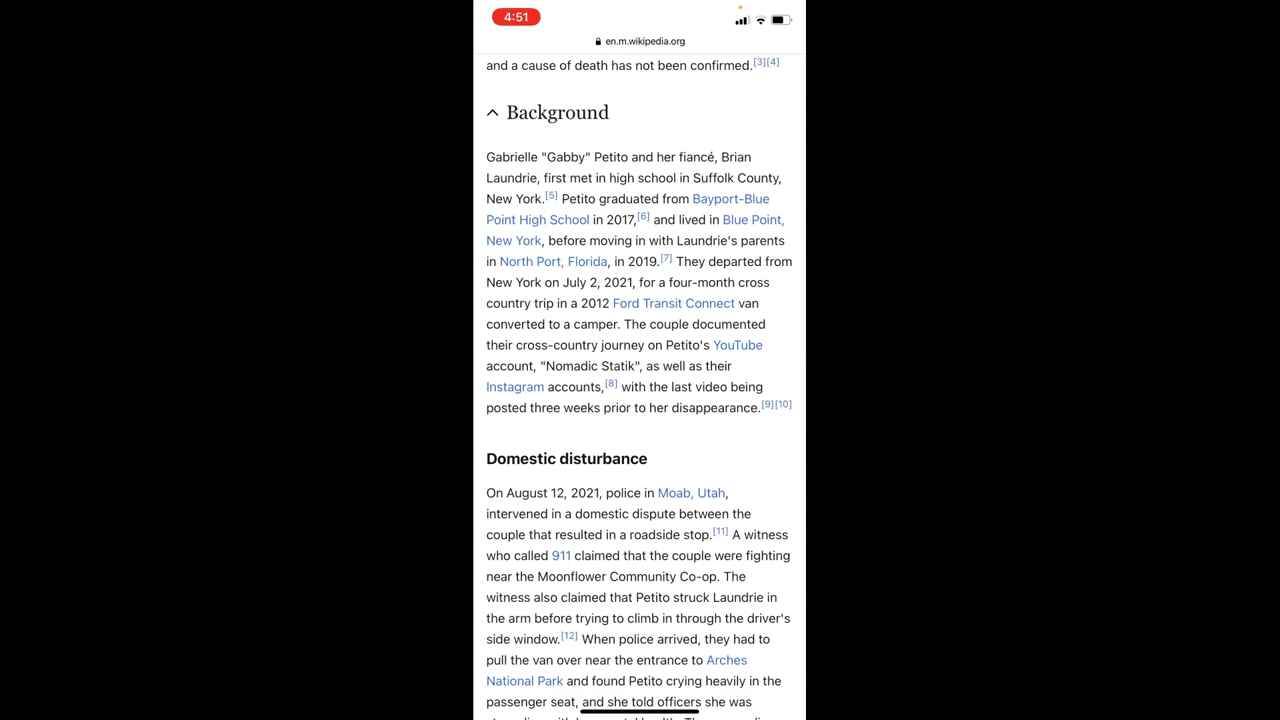 4:51
en.m.wikipedia.org
and a cause of death has not been confirmed.[3][4]
Background
Gabrielle "Gabby" Petito and her fiancé, Brian
Laundrie, first met in high school in Suffolk County,
New York.[5] Petito graduated from Bayport-Blue
Point High School in 2017,[6] and lived in Blue Point,
New York, before moving in with Laundrie's parents
in North Port, Florida, in 2019.[7] They departed from
New York on July 2, 2021, for a four-month cross
country trip in a 2012 Ford Transit Connect van
converted to a camper. The couple documented
their cross-country journey on Petito's YouTube
account, "Nomadic Statik", as well as their
Instagram accounts,[8] with the last video being
posted three weeks prior to her disappearance.[9][10]
Domestic disturbance
On August 12, 2021, police in Moab, Utah,
intervened in a domestic dispute between the
couple that resulted in a roadside stop.[11] A witness
who called 911 claimed that the couple were fighting
near the Moonflower Community Co-op. The
witness also claimed that Petito struck Laundrie in
the arm before trying to climb in through the driver's
side window.[12] When police arrived, they had to
pull the van over near the entrance to Arches
National Park and found Petito crying heavily in the
passenger seat, and she told officers she was